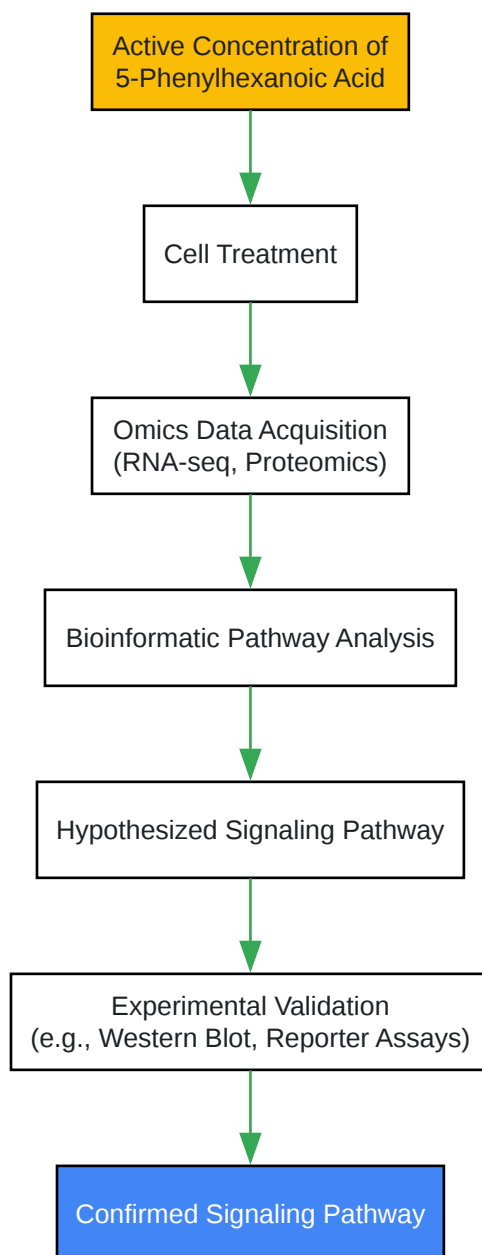 Active Concentration of
5-Phenylhexanoic Acid
Cell Treatment
Omics Data Acquisition
(RNA-seq, Proteomics)
Bioinformatic Pathway Analysis
Hypothesized Signaling Pathway
Experimental Validation
(e.g., Western Blot, Reporter Assays)
Confirmed Signaling Pathway